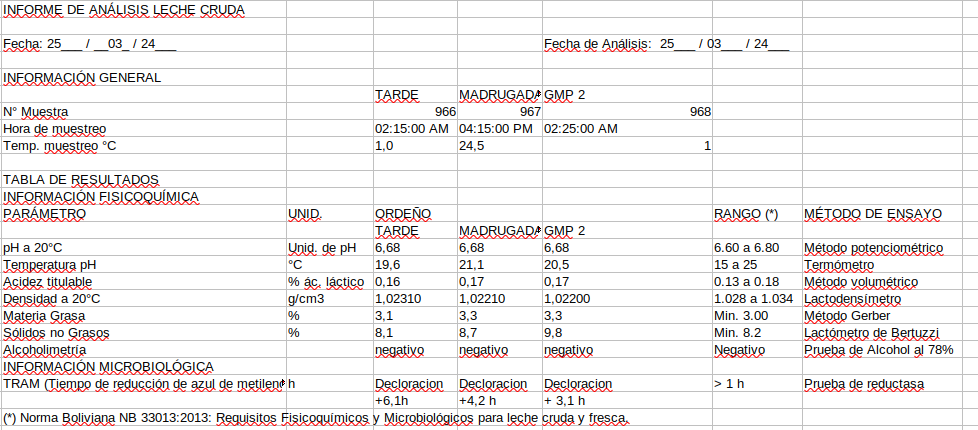 INFORME DE ANÁLISIS LECHE CRUDA
Fecha: 25___ / __03_ / 24___ Fecha de Análisis: 25___ / 03___ / 24___
INFORMACIÓN GENERAL
TARDE MADRUGADA GMP 2
N° Muestra 966 967 968
Hora de muestreo 02:15:00 AM 04:15:00 PM 02:25:00 AM
Temp. muestreo °C 1,0 24,5 1
TABLA DE RESULTADOS
INFORMACIÓN FISICOQUÍMICA
PARÁMETRO UNID. ORDEÑO RANGO (*) MÉTODO DE ENSAYO
TARDE MADRUGADA GMP 2
pH a 20°C Unid. de pH 6,68 6,68 6,68 6.60 a 6.80 Método potenciométrico
Temperatura pH °C 19,6 21,1 20,5 15 a 25 Termómetro
Acidez titulable % ác. láctico 0,16 0,17 0,17 0.13 a 0.18 Método volumétrico
Densidad a 20°C g/cm3 1,02310 1,02210 1,02200 1.028 a 1.034 Lactodensímetro
Materia Grasa % 3,1 3,3 3,3 Min. 3.00 Método Gerber
Sólidos no Grasos % 8,1 8,7 9,8 Min. 8.2 Lactómetro de Bertuzzi
Alcoholimetría negativo negativo negativo Negativo Prueba de Alcohol al 78%
INFORMACIÓN MICROBIOLÓGICA
TRAM (Tiempo de reducción de azul de metilen h Decloracion Decloracion Decloracion > 1 h Prueba de reductasa
+6,1h +4,2 h + 3,1 h
(*) Norma Boliviana NB 33013:2013: Requisitos Fisicoquímicos y Microbiológicos para leche cruda y fresca.